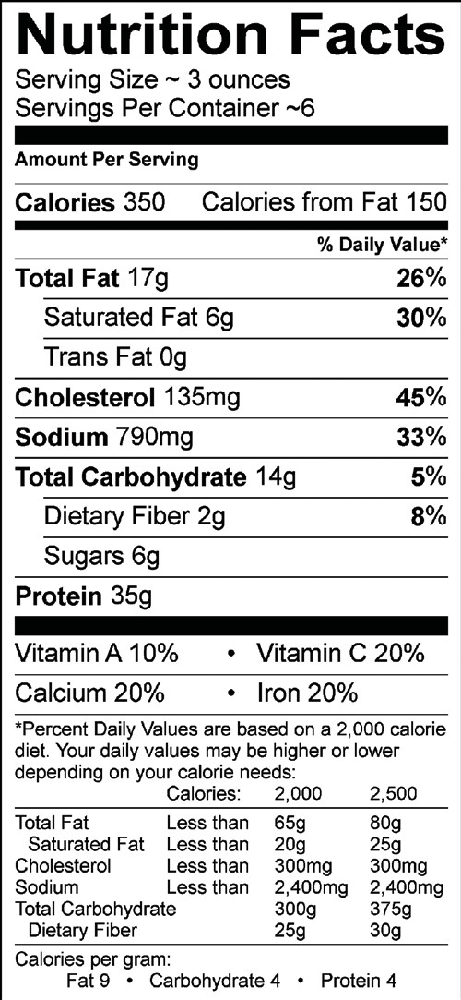 Nutrition Facts
Serving Size ~ 3 ounces
Servings Per Container ~6
Amount Per Serving
Calories 350 Calories from Fat 150
% Daily Value*
Total Fat 17g 26%
Saturated Fat 6g 30%
Trans Fat 0g
Cholesterol 135mg 45%
Sodium 790mg 33%
Total Carbohydrate 14g 5%
Dietary Fiber 2g 8%
Sugars 6g
Protein 35g
Vitamin A 10% • Vitamin C 20%
Calcium 20% • Iron 20%
*Percent Daily Values are based on a 2,000 calorie
diet. Your daily values may be higher or lower
depending on your calorie needs:
Calories: 2,000 2,500
Total Fat Less than 65g 80g
Saturated Fat Less than 20g 25g
Cholesterol Less than 300mg 300mg
Sodium Less than 2,400mg 2,400mg
Total Carbohydrate 300g 375g
Dietary Fiber 25g 30g
Calories per gram:
Fat 9 • Carbohydrate 4 • Protein 4